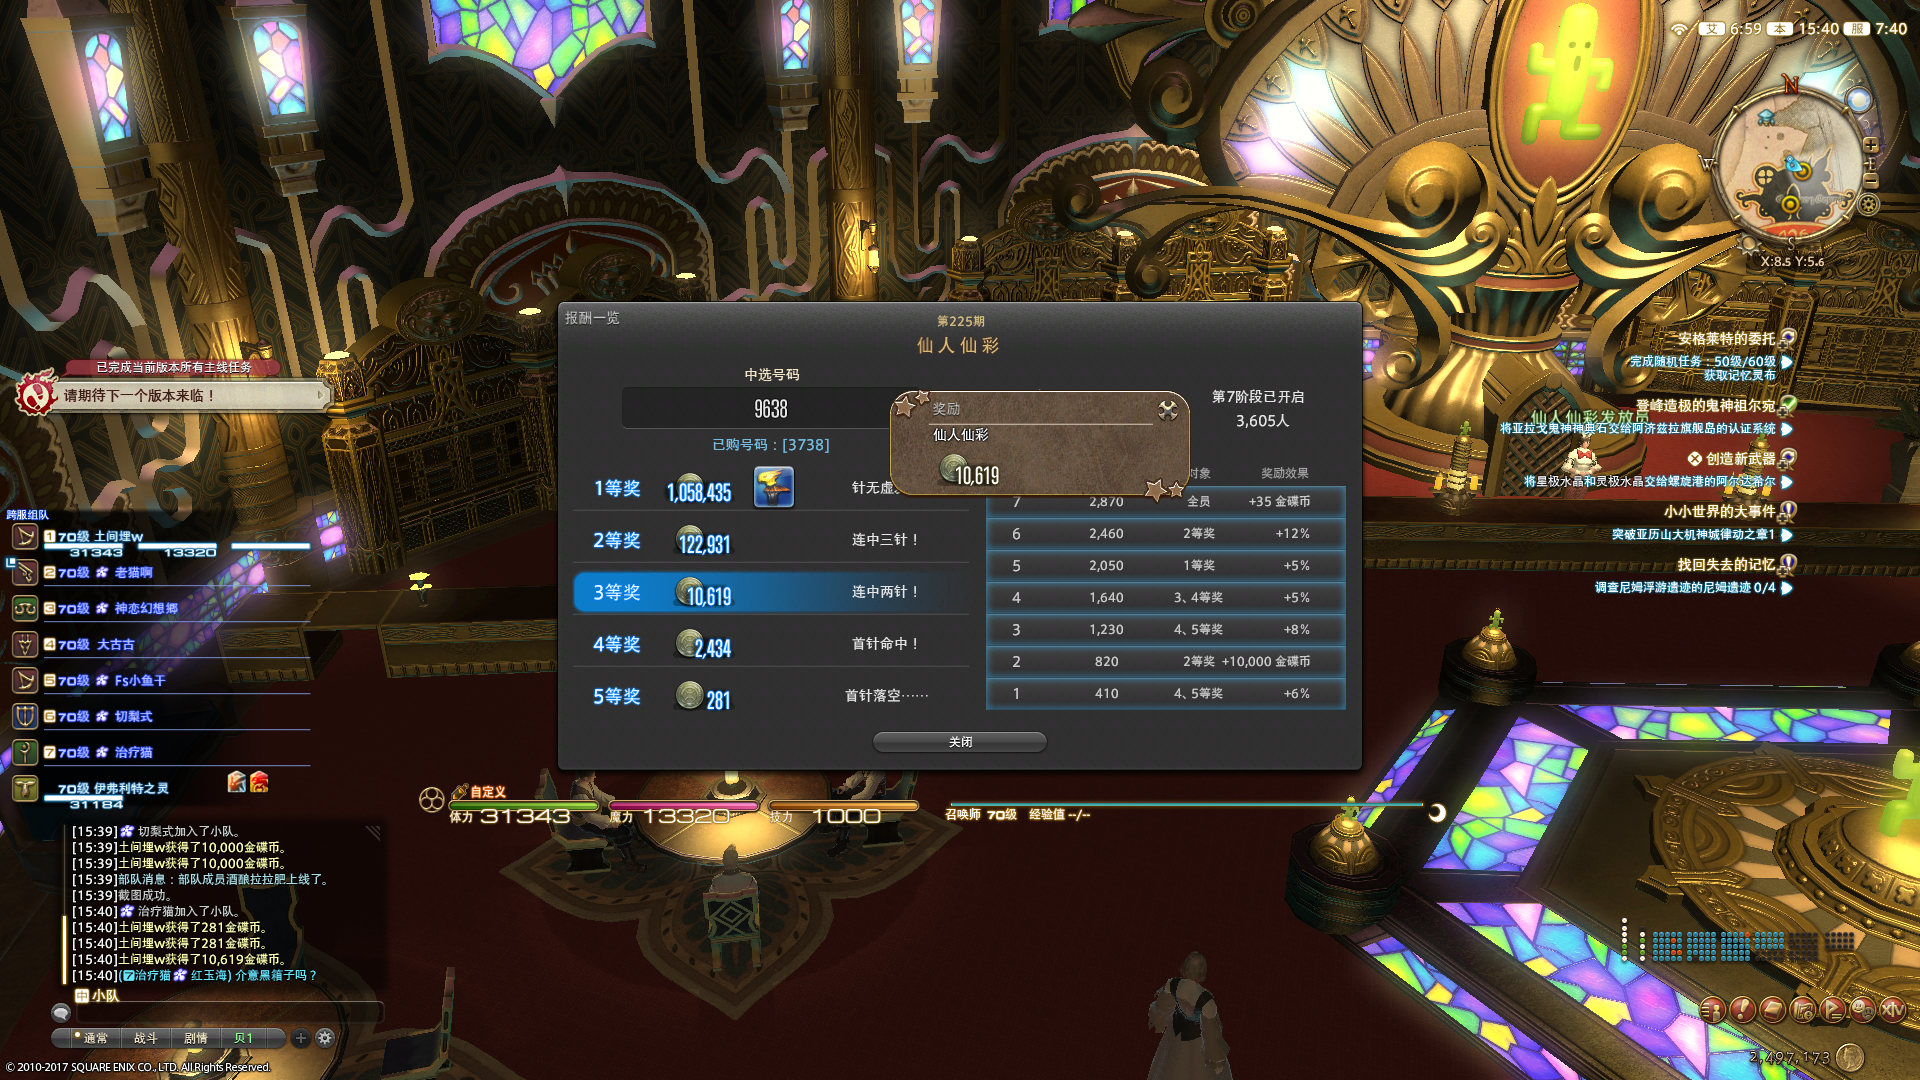 艾 6:59 本 15:40 服 7:40
N
X:8.5 Y:5.6
已完成当前版本所有主线任务
请期待下一个版本来临！
报酬一览
第225期
仙人仙彩
中选号码
9638
已购号码：[3738]
第7阶段已开启
3,605人
奖励
仙人仙彩
10,619
1等奖 1,058,435 针无虚
2等奖 122,931 连中三针！
3等奖 10,619 连中两针！
4等奖 2,434 首针命中！
5等奖 281 首针落空……
对象 奖励效果
7 2,870 全员 +35 金碟币
6 2,460 2等奖 +12%
5 2,050 1等奖 +5%
4 1,640 3、4等奖 +5%
3 1,230 4、5等奖 +8%
2 820 2等奖 +10,000 金碟币
1 410 4、5等奖 +6%
关闭
安格莱特的委托
完成随机任务：50级/60级
获取记忆灵布
登峰造极的鬼神祖尔宛
仙人仙彩发放员
将亚拉戈鬼神神典石交给阿济兹拉旗舰岛的认证系统
创造新武器
将星极水晶和灵极水晶交给螺旋港的阿尔达希尔
小小世界的大事件
突破亚历山大机神城律动之章1
找回失去的记忆
调查尼姆浮游遗迹的尼姆遗迹 0/4
跨服组队
1 70级 土间埋w
31343 13320
2 70级 老猫啊
3 70级 神恋幻想郷
4 70级 大古古
5 70级 Fs小鱼干
6 70级 切梨式
7 70级 治疗猫
70级 伊弗利特之灵
31184
自定义
体力 31343 魔力 13320 技力 1000
召唤师 70级 经验值 --/--
[15:39] 切梨式加入了小队。
[15:39]土间埋w获得了10,000金碟币。
[15:39]土间埋w获得了10,000金碟币。
[15:39]部队消息：部队成员酒酿拉拉肥上线了。
[15:39]截图成功。
[15:40] 治疗猫加入了小队。
[15:40]土间埋w获得了281金碟币。
[15:40]土间埋w获得了281金碟币。
[15:40]土间埋w获得了10,619金碟币。
[15:40](7治疗猫 红玉海) 介意黑箱子吗？
中 小队
通常 战斗 剧情 贝1
2,497,173
© 2010-2017 SQUARE ENIX CO., LTD. All Rights Reserved.